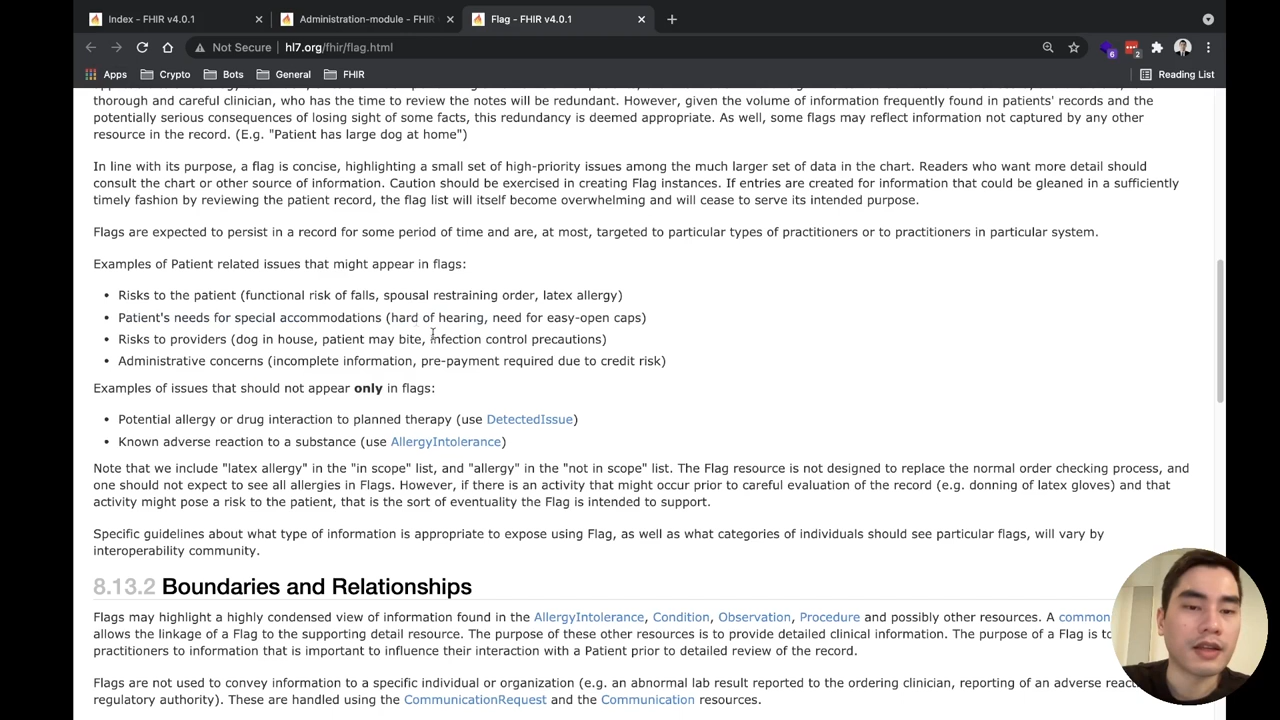 Index - FHIR v4.0.1
Administration-module - FHIR
Flag - FHIR v4.0.1
Not Secure
hl7.org/fhir/flag.html
6
2
Apps
Crypto
Bots
General
FHIR
Reading List
thorough and careful clinician, who has the time to review the notes will be redundant. However, given the volume of information frequently found in patients' records and the
potentially serious consequences of losing sight of some facts, this redundancy is deemed appropriate. As well, some flags may reflect information not captured by any other
resource in the record. (E.g. "Patient has large dog at home")
In line with its purpose, a flag is concise, highlighting a small set of high-priority issues among the much larger set of data in the chart. Readers who want more detail should
consult the chart or other source of information. Caution should be exercised in creating Flag instances. If entries are created for information that could be gleaned in a sufficiently
timely fashion by reviewing the patient record, the flag list will itself become overwhelming and will cease to serve its intended purpose.
Flags are expected to persist in a record for some period of time and are, at most, targeted to particular types of practitioners or to practitioners in particular system.
Examples of Patient related issues that might appear in flags:
• Risks to the patient (functional risk of falls, spousal restraining order, latex allergy)
• Patient's needs for special accommodations (hard of hearing, need for easy-open caps)
• Risks to providers (dog in house, patient may bite, infection control precautions)
• Administrative concerns (incomplete information, pre-payment required due to credit risk)
Examples of issues that should not appear only in flags:
• Potential allergy or drug interaction to planned therapy (use DetectedIssue)
• Known adverse reaction to a substance (use AllergyIntolerance)
Note that we include "latex allergy" in the "in scope" list, and "allergy" in the "not in scope" list. The Flag resource is not designed to replace the normal order checking process, and
one should not expect to see all allergies in Flags. However, if there is an activity that might occur prior to careful evaluation of the record (e.g. donning of latex gloves) and that
activity might pose a risk to the patient, that is the sort of eventuality the Flag is intended to support.
Specific guidelines about what type of information is appropriate to expose using Flag, as well as what categories of individuals should see particular flags, will vary by
interoperability community.
8.13.2 Boundaries and Relationships
Flags may highlight a highly condensed view of information found in the AllergyIntolerance, Condition, Observation, Procedure and possibly other resources. A common
allows the linkage of a Flag to the supporting detail resource. The purpose of these other resources is to provide detailed clinical information. The purpose of a Flag is to
practitioners to information that is important to influence their interaction with a Patient prior to detailed review of the record.
Flags are not used to convey information to a specific individual or organization (e.g. an abnormal lab result reported to the ordering clinician, reporting of an adverse
regulatory authority). These are handled using the CommunicationRequest and the Communication resources.